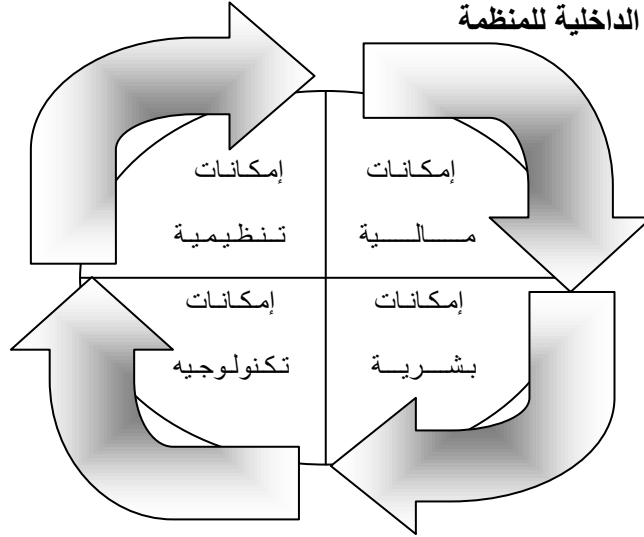 الداخلية للمنظمة
إمكانات
مالية
إمكانات
تنظيمية
إمكانات
بشرية
إمكانات
تكنولوجيه